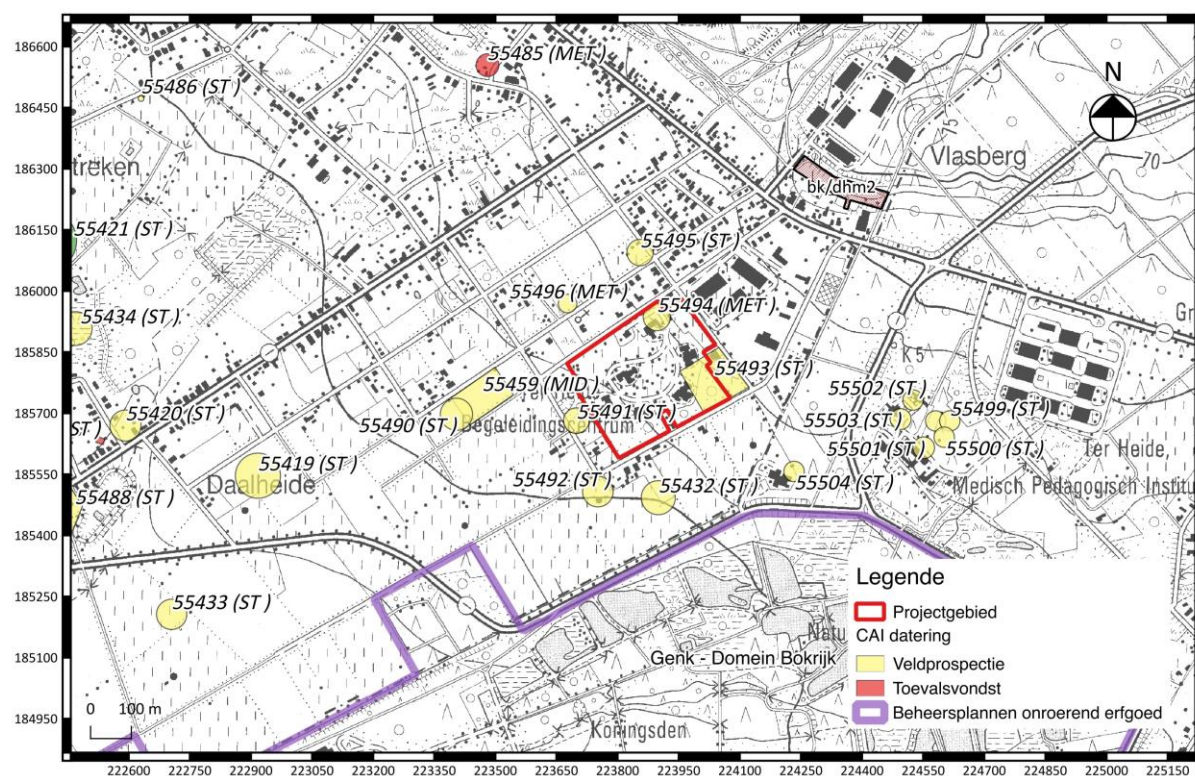 186600
186450
186300
186150
186000
185850
185700
185550
185400
185250
185100
184950
222600
222750
222900
223050
223200
223350
223500
223650
223800
223950
224100
224250
224400
224550
224700
224850
225000
225150
55485 (MET )
55486 (ST )
N
75
Vlasberg
70
treken
bk/dhm2
55421 (ST )
55495 (ST )
55496 (MET )
55494 (MET )
55434 (ST )
Gr
K 5
55459 (MID )
55493 (ST )
55502 (ST )
55420 (ST )
55490 (ST )
55491 (ST )
Begeleidingscentrum
55503 (ST )
55499 (ST )
ST )
55419 (ST )
55501 (ST )
55500 (ST )
Ter Heide,
55488 (ST )
Daalheide
55492 (ST )
55432 (ST )
55504 (ST )
Medisch Pedagogisch Institu
55433 (ST )
Natu
Genk - Domein Bokrijk
Koningsden
0 100 m
Legende
Projectgebied
CAI datering
Veldprospectie
Toevalsvondst
Beheersplannen onroerend erfgoed